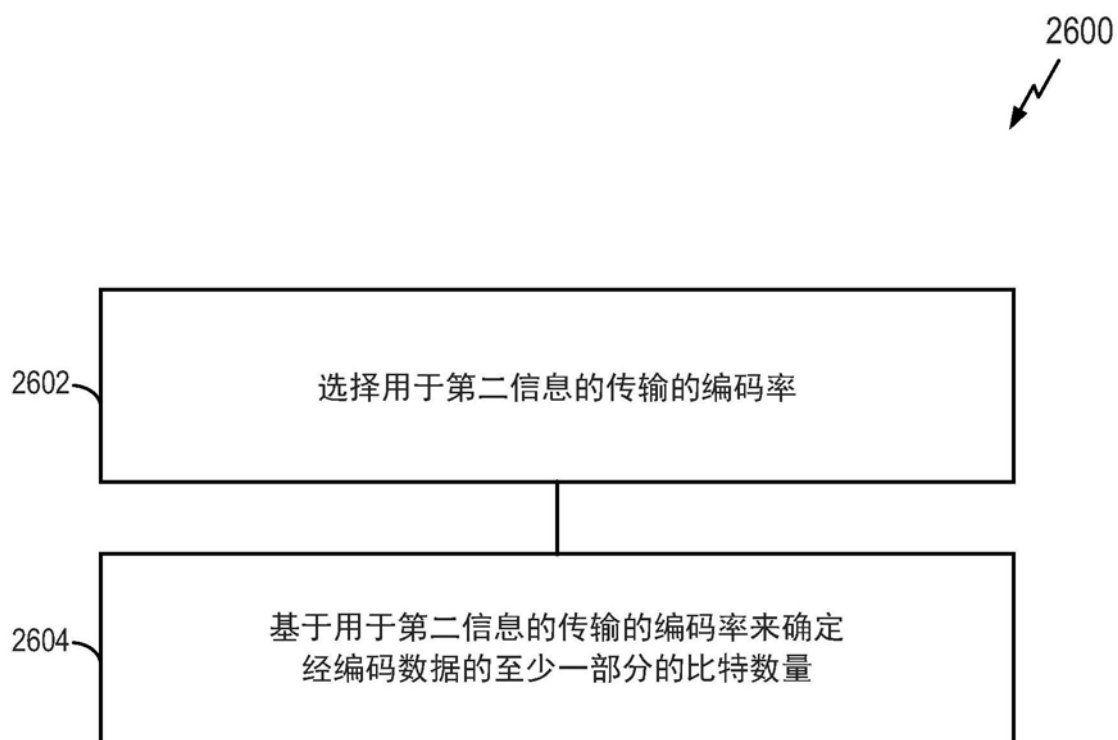 2600
2602
选择用于第二信息的传输的编码率
2604
基于用于第二信息的传输的编码率来确定
经编码数据的至少一部分的比特数量